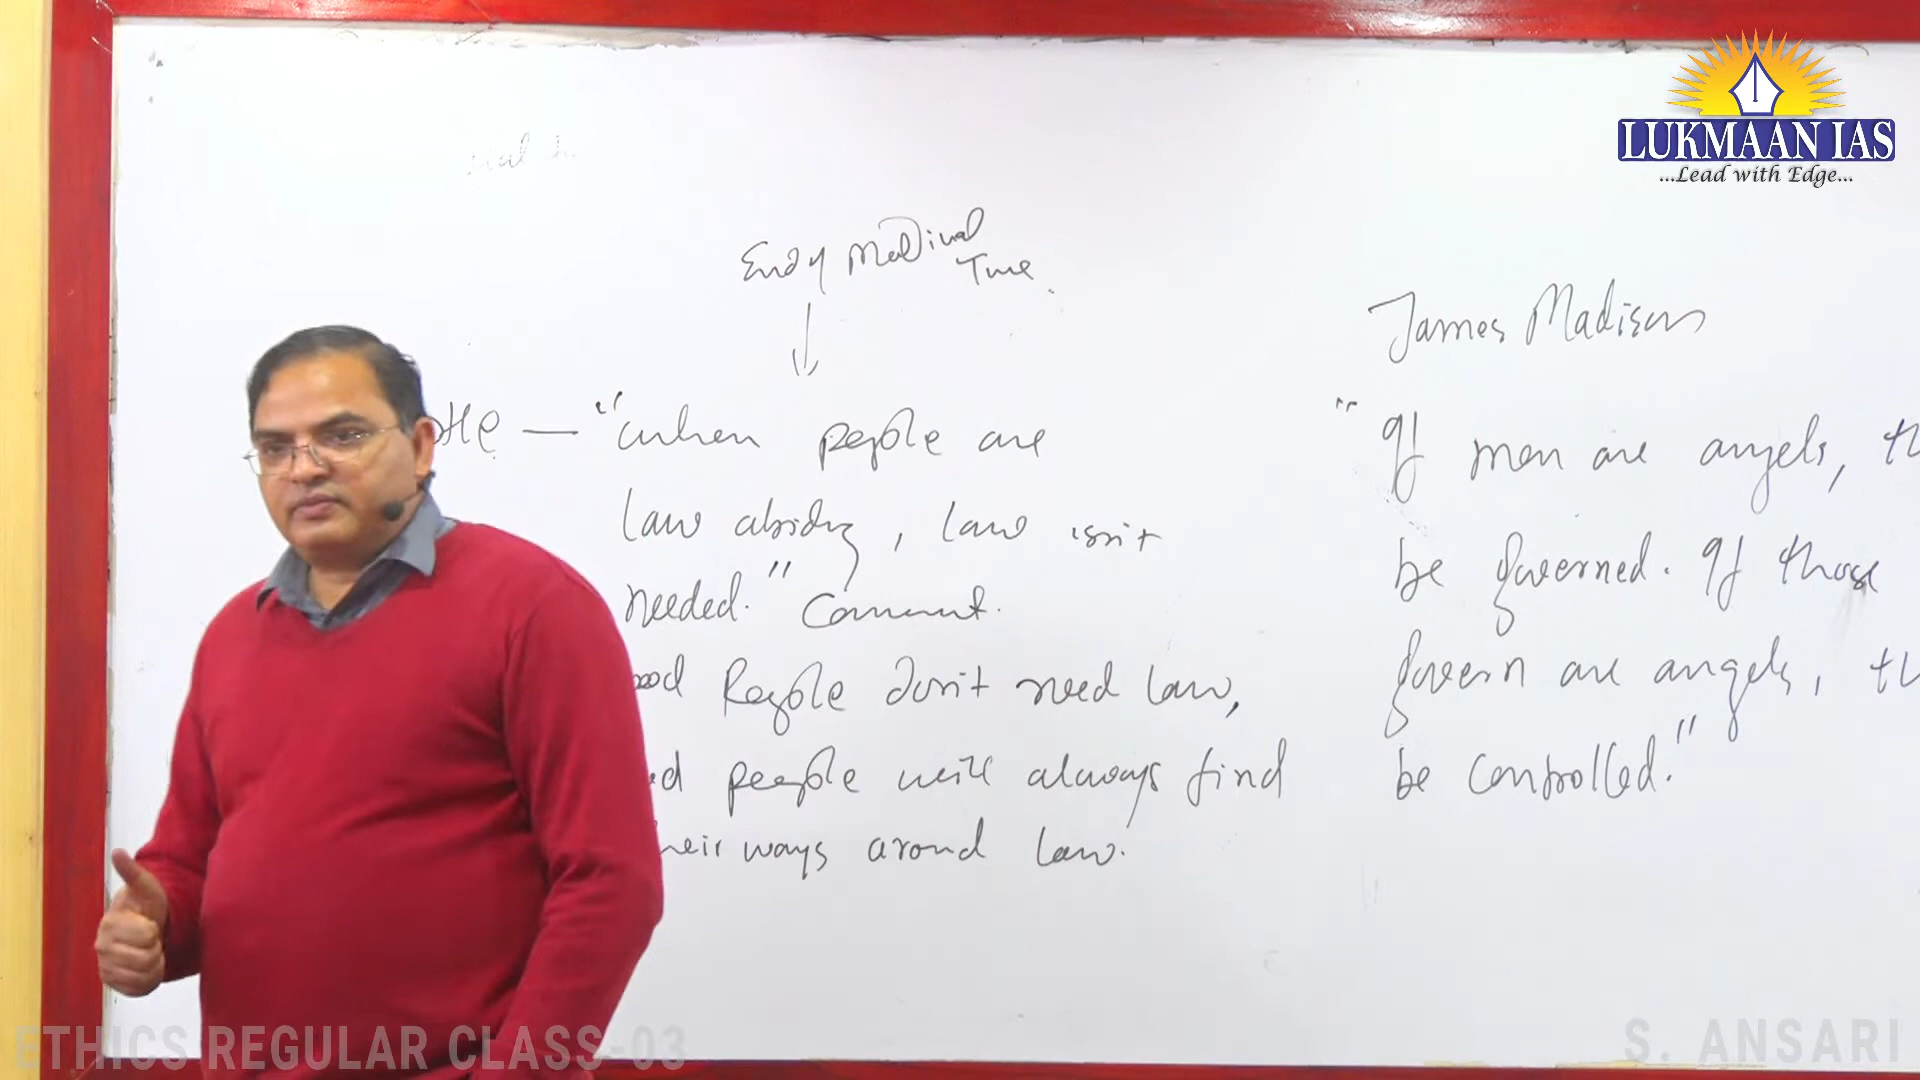 LUKMAAN IAS
...Lead with Edge...
End of Medival
Time
James Madison
"When people are
law abiding, law isn't
needed." Comment.
People don't need law,
people will always find
ways around law.
"If men are angels,
be governed. If those
govern are angels,
be controlled."
ETHICS REGULAR CLASS-03
S. ANSARI